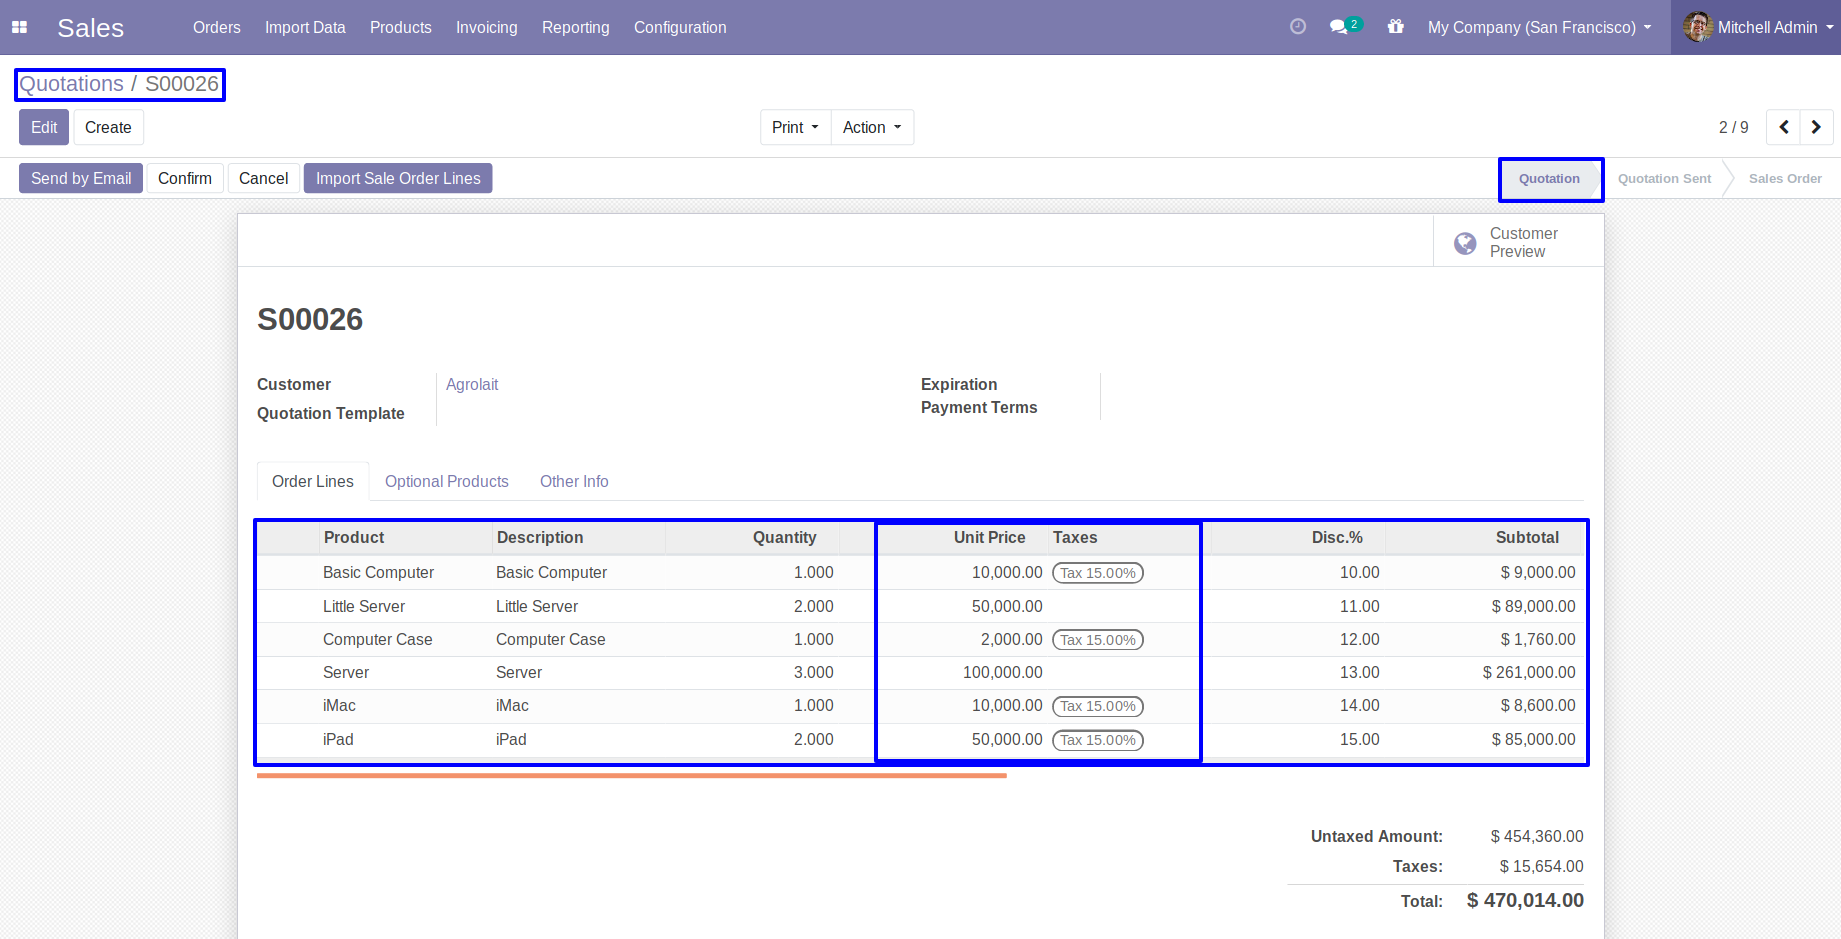 Sales Orders Import Data Products Invoicing Reporting Configuration 2 My Company (San Francisco) Mitchell Admin
Quotations / S00026
Edit Create Print Action 2 / 9
Send by Email Confirm Cancel Import Sale Order Lines Quotation Quotation Sent Sales Order
Customer
Preview
S00026
Customer Agrolait Expiration
Quotation Template Payment Terms
Order Lines Optional Products Other Info
Product Description Quantity Unit Price Taxes Disc.% Subtotal
Basic Computer Basic Computer 1.000 10,000.00 Tax 15.00% 10.00 $ 9,000.00
Little Server Little Server 2.000 50,000.00 11.00 $ 89,000.00
Computer Case Computer Case 1.000 2,000.00 Tax 15.00% 12.00 $ 1,760.00
Server Server 3.000 100,000.00 13.00 $ 261,000.00
iMac iMac 1.000 10,000.00 Tax 15.00% 14.00 $ 8,600.00
iPad iPad 2.000 50,000.00 Tax 15.00% 15.00 $ 85,000.00
Untaxed Amount: $ 454,360.00
Taxes: $ 15,654.00
Total: $ 470,014.00